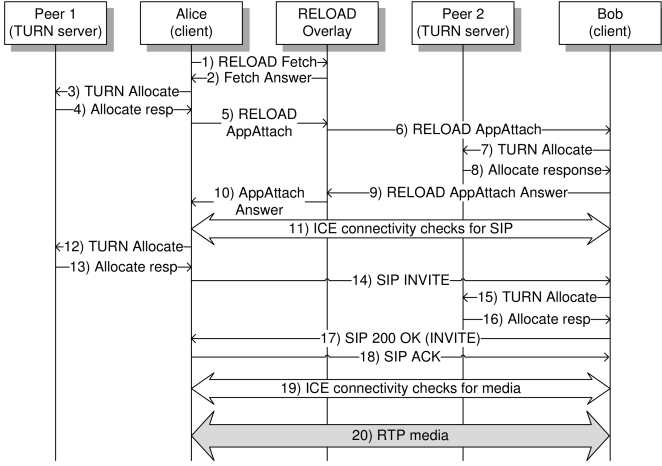 Peer 1
(TURN server)
Alice
(client)
RELOAD
Overlay
Peer 2
(TURN server)
Bob
(client)
1) RELOAD Fetch
2) Fetch Answer
3) TURN Allocate
4) Allocate resp
5) RELOAD
AppAttach
6) RELOAD AppAttach
7) TURN Allocate
8) Allocate response
9) RELOAD AppAttach Answer
10) AppAttach
Answer
11) ICE connectivity checks for SIP
12) TURN Allocate
13) Allocate resp
14) SIP INVITE
15) TURN Allocate
16) Allocate resp
17) SIP 200 OK (INVITE)
18) SIP ACK
19) ICE connectivity checks for media
20) RTP media